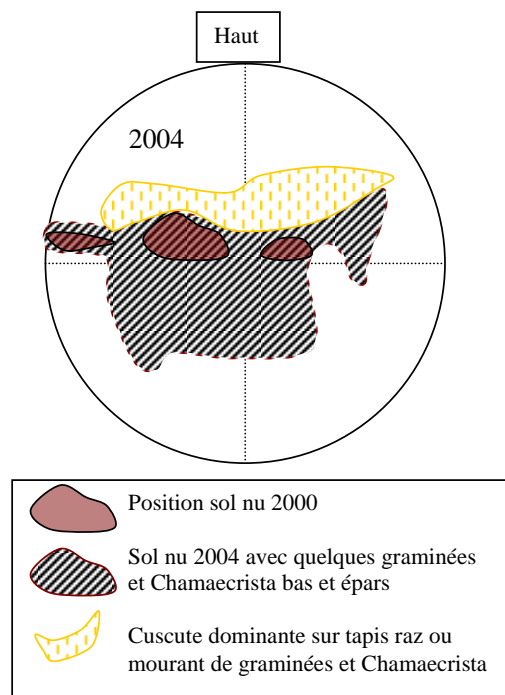 Haut
2004
Position sol nu 2000
Sol nu 2004 avec quelques graminées
et Chamaecrista bas et épars
Cuscute dominante sur tapis raz ou
mourant de graminées et Chamaecrista